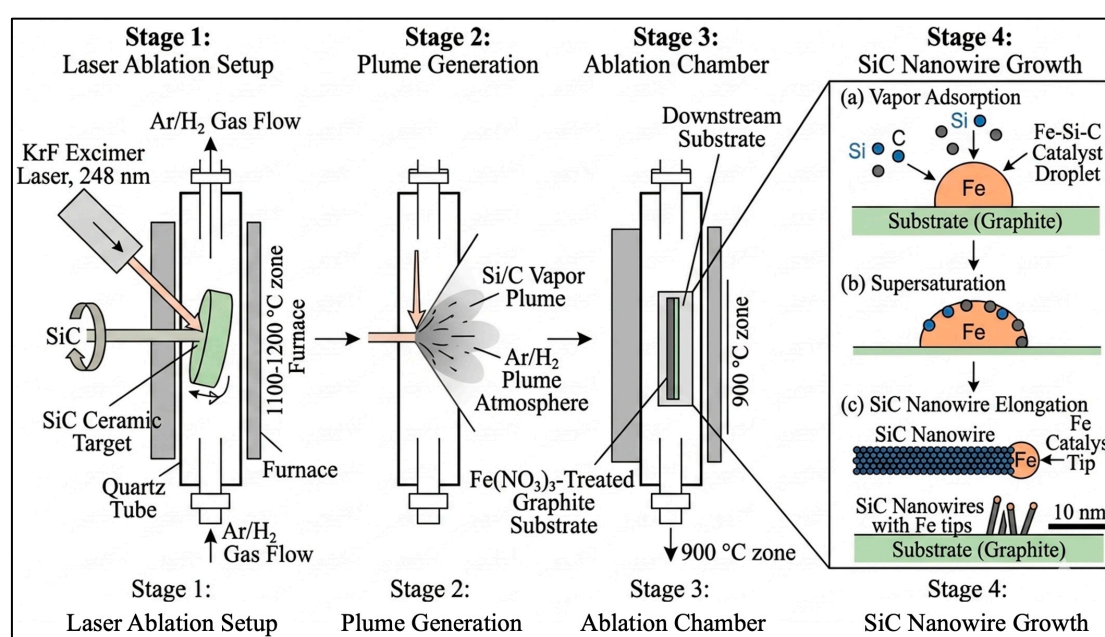 Stage 1:
Laser Ablation Setup
Stage 2:
Plume Generation
Stage 3:
Ablation Chamber
Stage 4:
SiC Nanowire Growth
Ar/H₂ Gas Flow
KrF Excimer
Laser, 248 nm
SiC
SiC Ceramic
Target
Quartz
Tube
1100-1200 °C zone
Furnace
Furnace
Ar/H₂
Gas Flow
Si/C Vapor
Plume
Ar/H₂
Plume
Atmosphere
Downstream
Substrate
900 °C zone
Fe(NO₃)₃-Treated
Graphite
Substrate
900 °C zone
(a) Vapor Adsorption
Si
Si
C
Fe-Si-C
Catalyst
Droplet
Fe
Substrate (Graphite)
(b) Supersaturation
Fe
(c) SiC Nanowire Elongation
SiC Nanowire
Fe
Catalys
Tip
Fe
SiC Nanowires
with Fe tips
10 nm
Substrate (Graphite)
Stage 1:
Laser Ablation Setup
Stage 2:
Plume Generation
Stage 3:
Ablation Chamber
Stage 4:
SiC Nanowire Growth